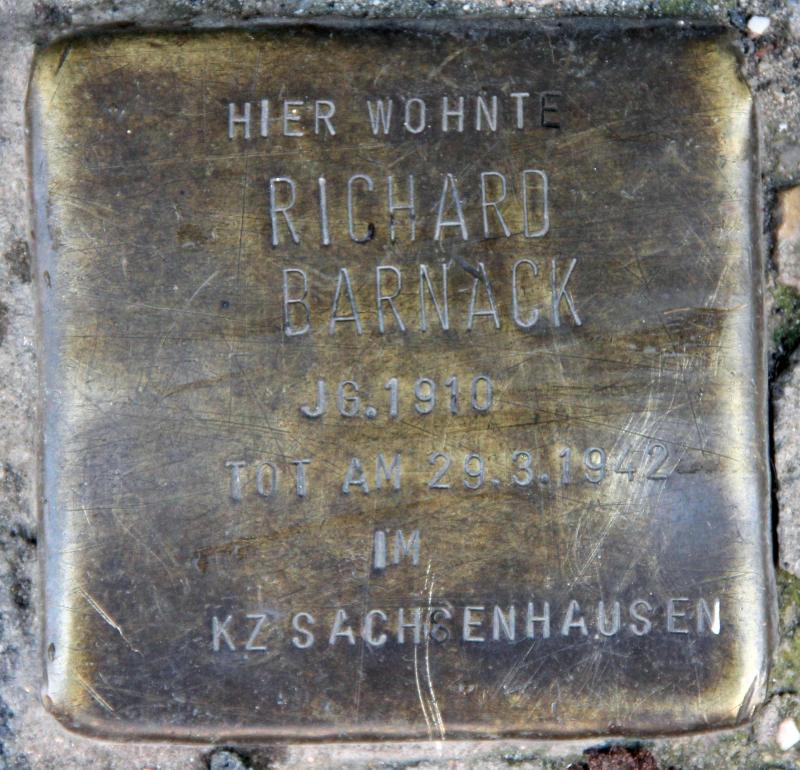 HIER WOHNTE
RICHARD
BARNACK
JG. 1910
TOT AM 29.3.1942
IM
KZ SACHSENHAUSEN